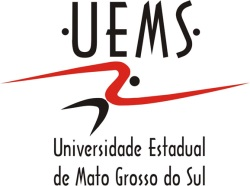 ·UEMS·
Universidade Estadual
de Mato Grosso do Sul